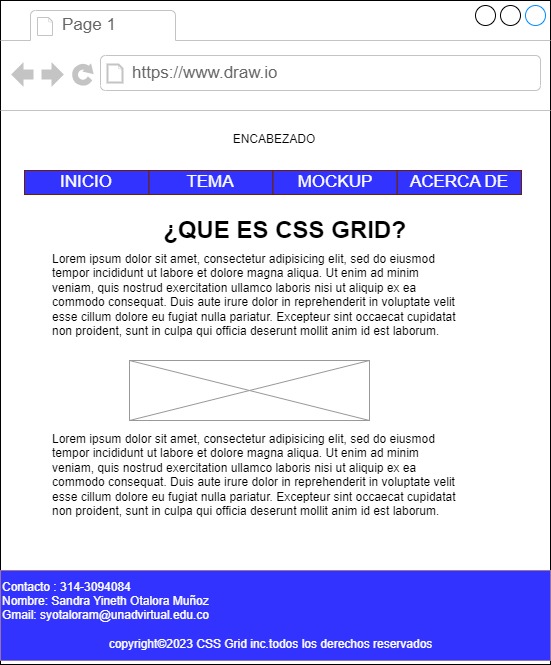 Page 1
https://www.draw.io
ENCABEZADO
INICIO
TEMA
MOCKUP
ACERCA DE
¿QUE ES CSS GRID?
Lorem ipsum dolor sit amet, consectetur adipisicing elit, sed do eiusmod
tempor incididunt ut labore et dolore magna aliqua. Ut enim ad minim
veniam, quis nostrud exercitation ullamco laboris nisi ut aliquip ex ea
commodo consequat. Duis aute irure dolor in reprehenderit in voluptate velit
esse cillum dolore eu fugiat nulla pariatur. Excepteur sint occaecat cupidatat
non proident, sunt in culpa qui officia deserunt mollit anim id est laborum.
Lorem ipsum dolor sit amet, consectetur adipisicing elit, sed do eiusmod
tempor incididunt ut labore et dolore magna aliqua. Ut enim ad minim
veniam, quis nostrud exercitation ullamco laboris nisi ut aliquip ex ea
commodo consequat. Duis aute irure dolor in reprehenderit in voluptate velit
esse cillum dolore eu fugiat nulla pariatur. Excepteur sint occaecat cupidatat
non proident, sunt in culpa qui officia deserunt mollit anim id est laborum.
Contacto : 314-3094084
Nombre: Sandra Yineth Otalora Muñoz
Gmail: syotaloram@unadvirtual.edu.co
copyright©2023 CSS Grid inc.todos los derechos reservados